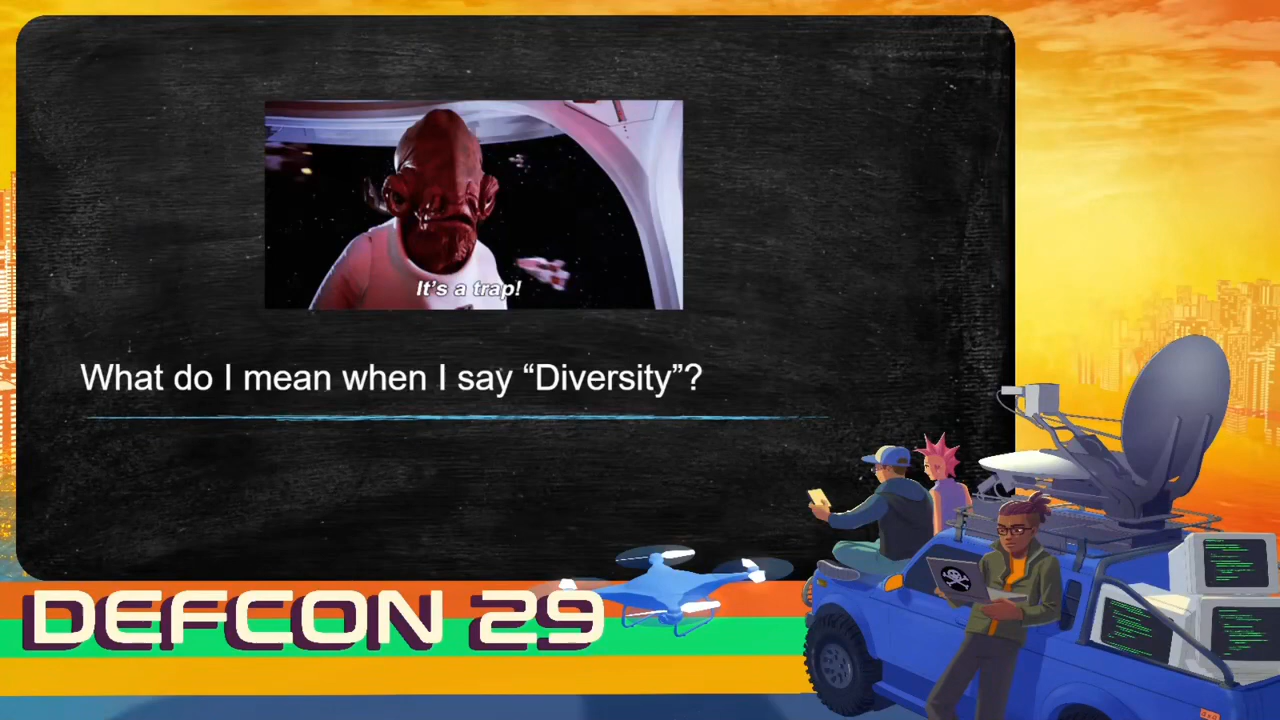 It's a trap!
What do I mean when I say “Diversity”?
DEFCON 29